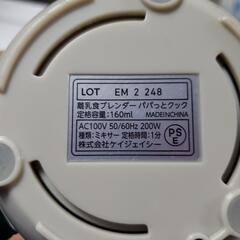 LOT EM 2 248
離乳食ブレンダー パパっとクック
定格容量：160ml MADEINCHINA
AC100V 50/60Hz 200W
種類：ミキサー 定格時間：1分
株式会社ケイジェイシー
PS
E